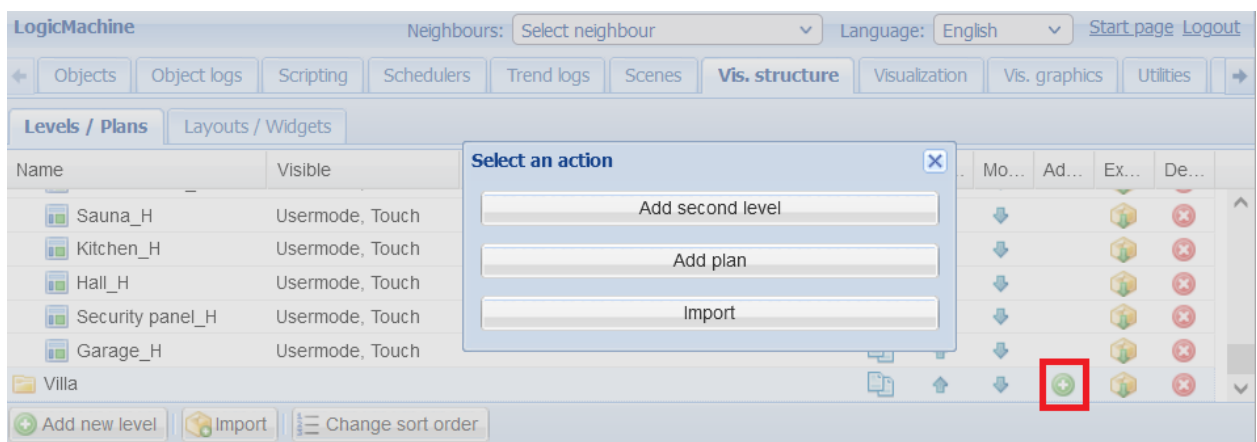 LogicMachine Neighbours: Select neighbour Language: English Start page Logout
Objects Object logs Scripting Schedulers Trend logs Scenes Vis. structure Visualization Vis. graphics Utilities
Levels / Plans Layouts / Widgets
Select an action
Name Visible Mo... Ad... Ex... De...
Add second level
Sauna_H Usermode, Touch
Kitchen_H Usermode, Touch
Add plan
Hall_H Usermode, Touch
Import
Security panel_H Usermode, Touch
Garage_H Usermode, Touch
Villa
Add new level Import Change sort order